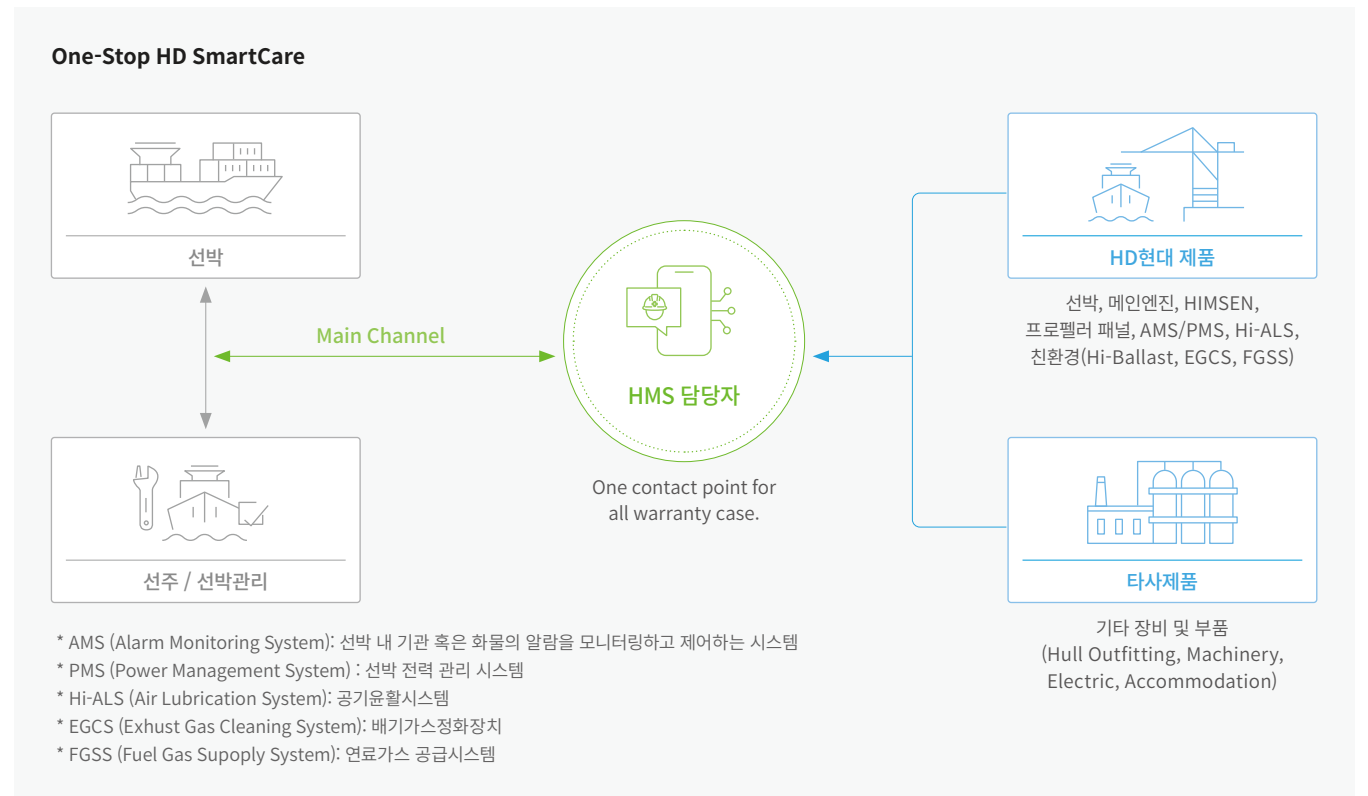 One-Stop HD SmartCare
선박
Main Channel
선주 / 선박관리
HMS 담당자
One contact point for
all warranty case.
HD현대 제품
선박, 메인엔진, HIMSEN,
프로펠러 패널, AMS/PMS, Hi-ALS,
친환경(Hi-Ballast, EGCS, FGSS)
타사제품
기타 장비 및 부품
(Hull Outfitting, Machinery,
Electric, Accommodation)
* AMS (Alarm Monitoring System): 선박 내 기관 혹은 화물의 알람을 모니터링하고 제어하는 시스템
* PMS (Power Management System) : 선박 전력 관리 시스템
* Hi-ALS (Air Lubrication System): 공기윤활시스템
* EGCS (Exhust Gas Cleaning System): 배기가스정화장치
* FGSS (Fuel Gas Supoply System): 연료가스 공급시스템